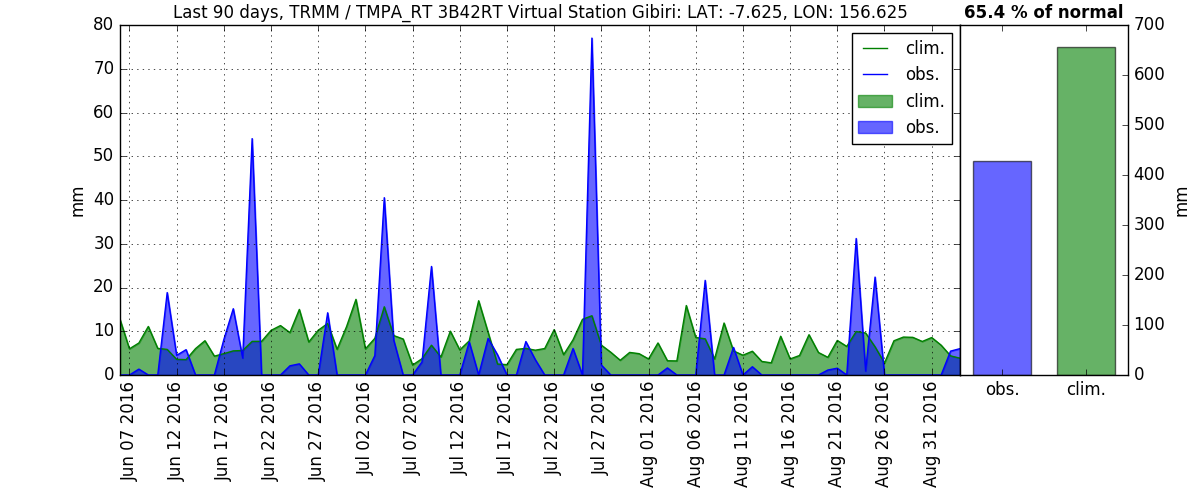 Last 90 days, TRMM / TMPA_RT 3B42RT Virtual Station Gibiri: LAT: -7.625, LON: 156.625
65.4 % of normal
80
70
60
50
40
30
20
10
0
mm
clim.
obs.
clim.
obs.
700
600
500
400
300
200
100
0
mm
obs.
clim.
Jun 07 2016
Jun 12 2016
Jun 17 2016
Jun 22 2016
Jun 27 2016
Jul 02 2016
Jul 07 2016
Jul 12 2016
Jul 17 2016
Jul 22 2016
Jul 27 2016
Aug 01 2016
Aug 06 2016
Aug 11 2016
Aug 16 2016
Aug 21 2016
Aug 26 2016
Aug 31 2016